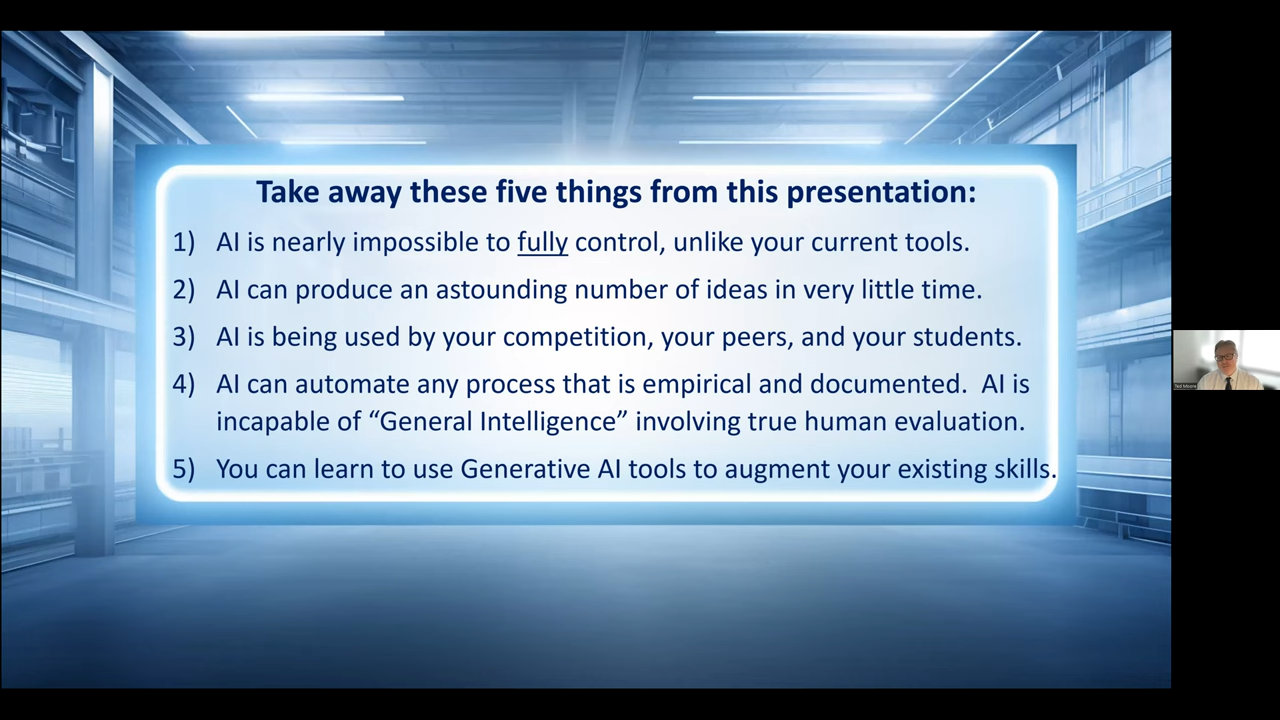 Take away these five things from this presentation:
1) AI is nearly impossible to fully control, unlike your current tools.
2) AI can produce an astounding number of ideas in very little time.
3) AI is being used by your competition, your peers, and your students.
4) AI can automate any process that is empirical and documented. AI is
incapable of “General Intelligence” involving true human evaluation.
5) You can learn to use Generative AI tools to augment your existing skills.
Ted Moore